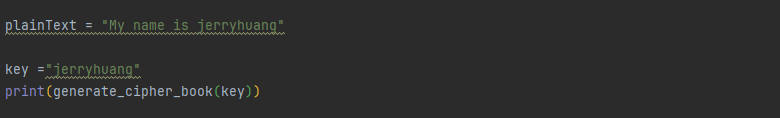 plainText = "My name is jerryhuang"
key ="jerryhuang"
print(generate_cipher_book(key))